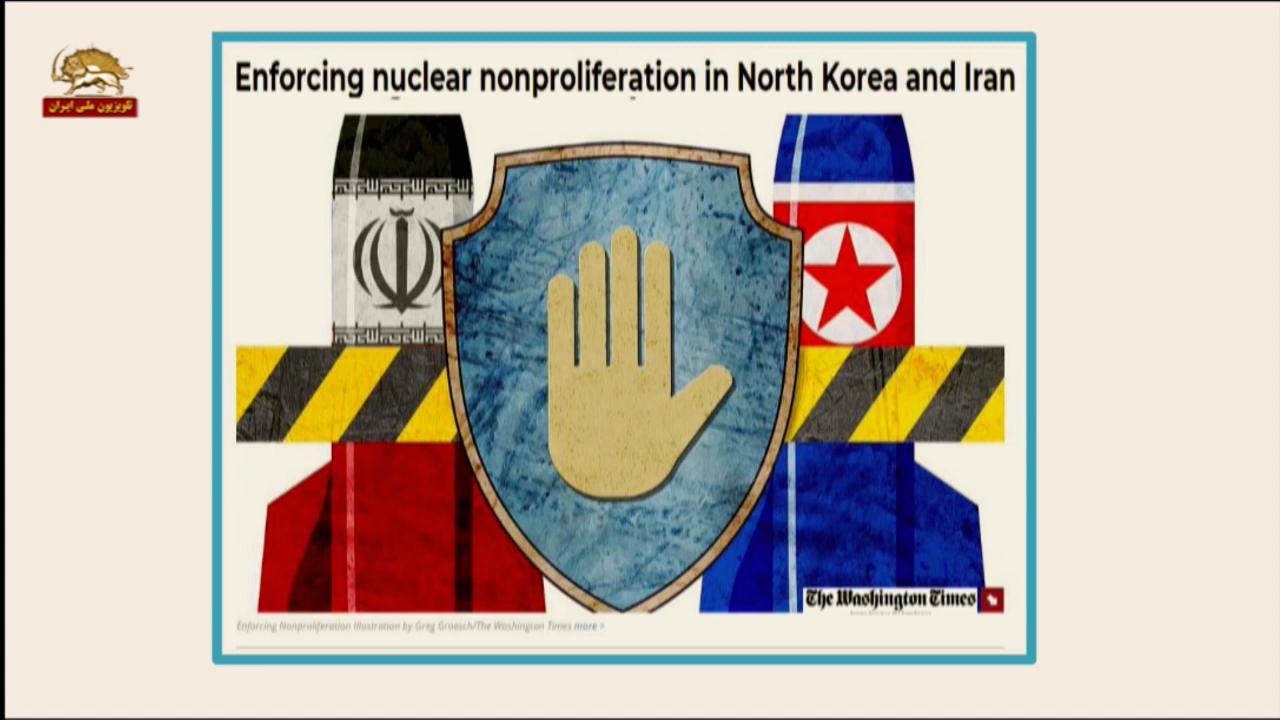 تلویزیون ملی ایران
Enforcing nuclear nonproliferation in North Korea and Iran
The Washington Times
Enforcing Nonproliferation Illustration by Greg Groesch/The Washington Times more >